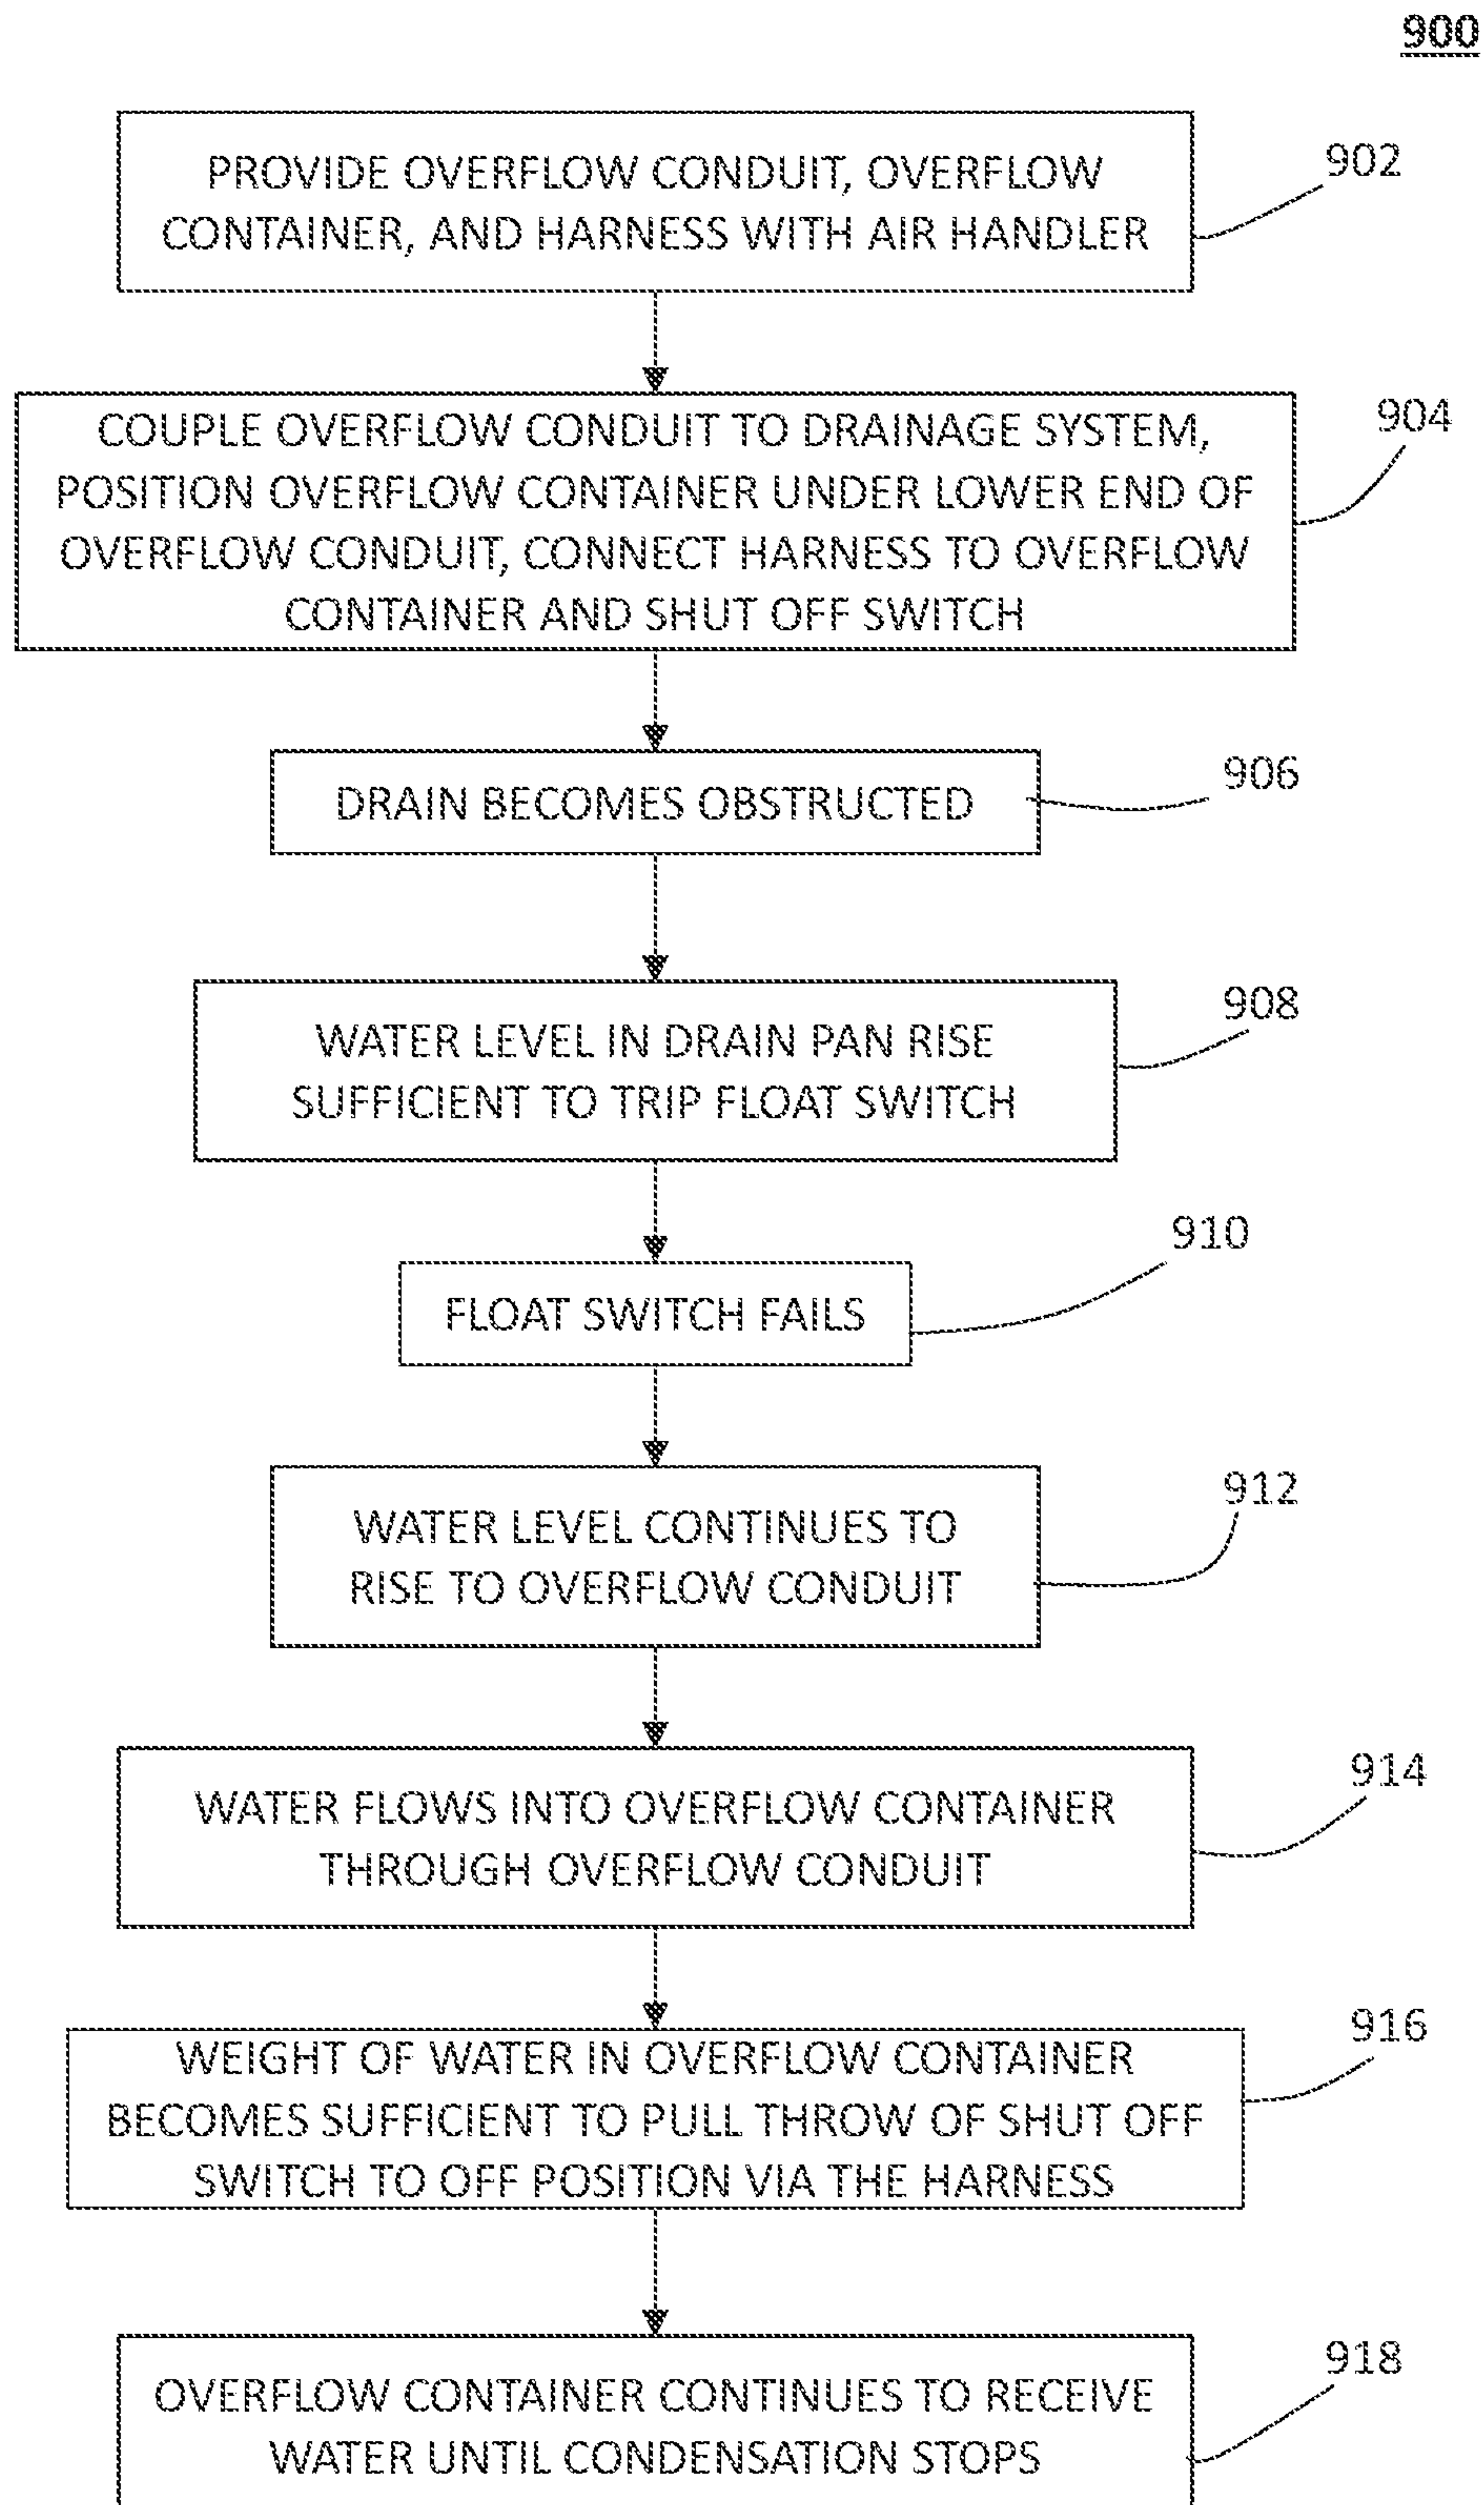 900
PROVIDE OVERFLOW CONDUIT, OVERFLOW
CONTAINER, AND HARNESS WITH AIR HANDLER
902
COUPLE OVERFLOW CONDUIT TO DRAINAGE SYSTEM,
POSITION OVERFLOW CONTAINER UNDER LOWER END OF
OVERFLOW CONDUIT, CONNECT HARNESS TO OVERFLOW
CONTAINER AND SHUT OFF SWITCH
904
DRAIN BECOMES OBSTRUCTED
906
WATER LEVEL IN DRAIN PAN RISE
SUFFICIENT TO TRIP FLOAT SWITCH
908
FLOAT SWITCH FAILS
910
WATER LEVEL CONTINUES TO
RISE TO OVERFLOW CONDUIT
912
WATER FLOWS INTO OVERFLOW CONTAINER
THROUGH OVERFLOW CONDUIT
914
WEIGHT OF WATER IN OVERFLOW CONTAINER
BECOMES SUFFICIENT TO PULL THROW OF SHUT OFF
SWITCH TO OFF POSITION VIA THE HARNESS
916
OVERFLOW CONTAINER CONTINUES TO RECEIVE
WATER UNTIL CONDENSATION STOPS
918